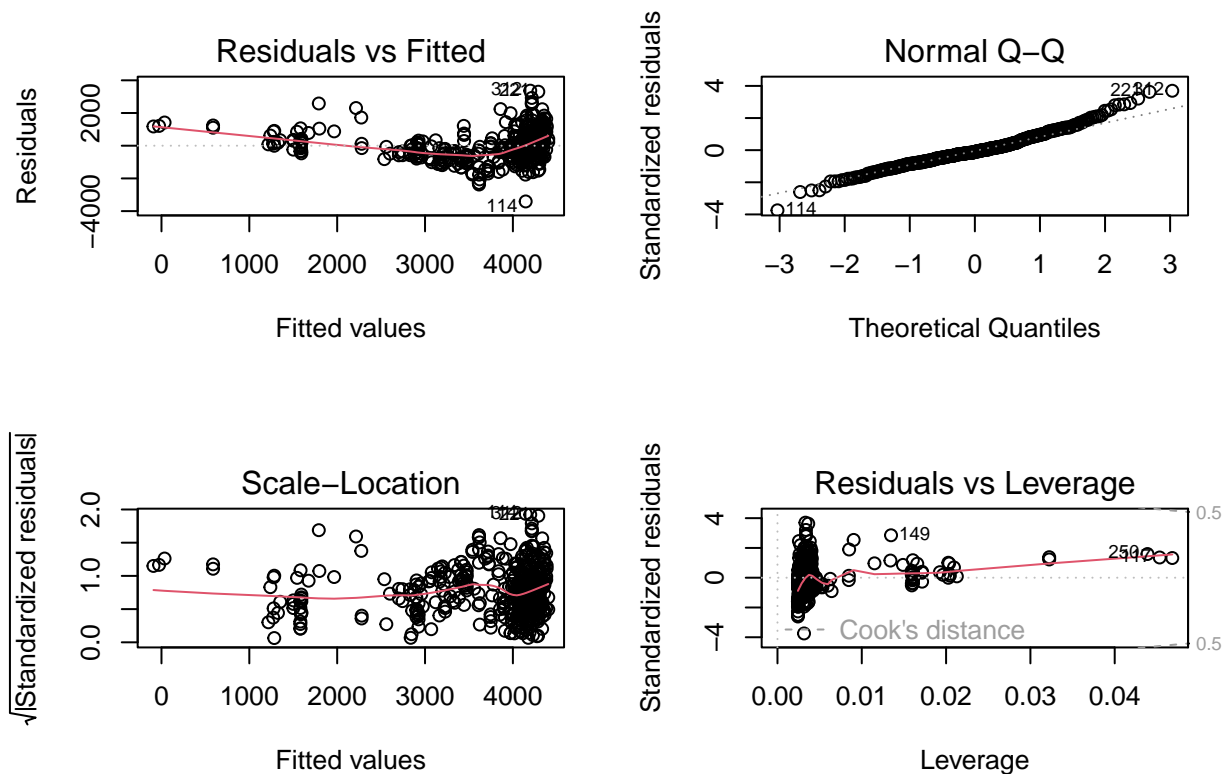 Residuals vs Fitted
Residuals
2000
−4000
114
0 1000 2000 3000 4000
Fitted values
Normal Q−Q
Standardized residuals
4
0
−4
114
−3 −2 −1 0 1 2 3
Theoretical Quantiles
Scale−Location
√|Standardized residuals|
2.0
1.0
0.0
0 1000 2000 3000 4000
Fitted values
Residuals vs Leverage
Standardized residuals
4
0
−4
149
250
0.5
0.5
Cook's distance
0.00 0.01 0.02 0.03 0.04
Leverage